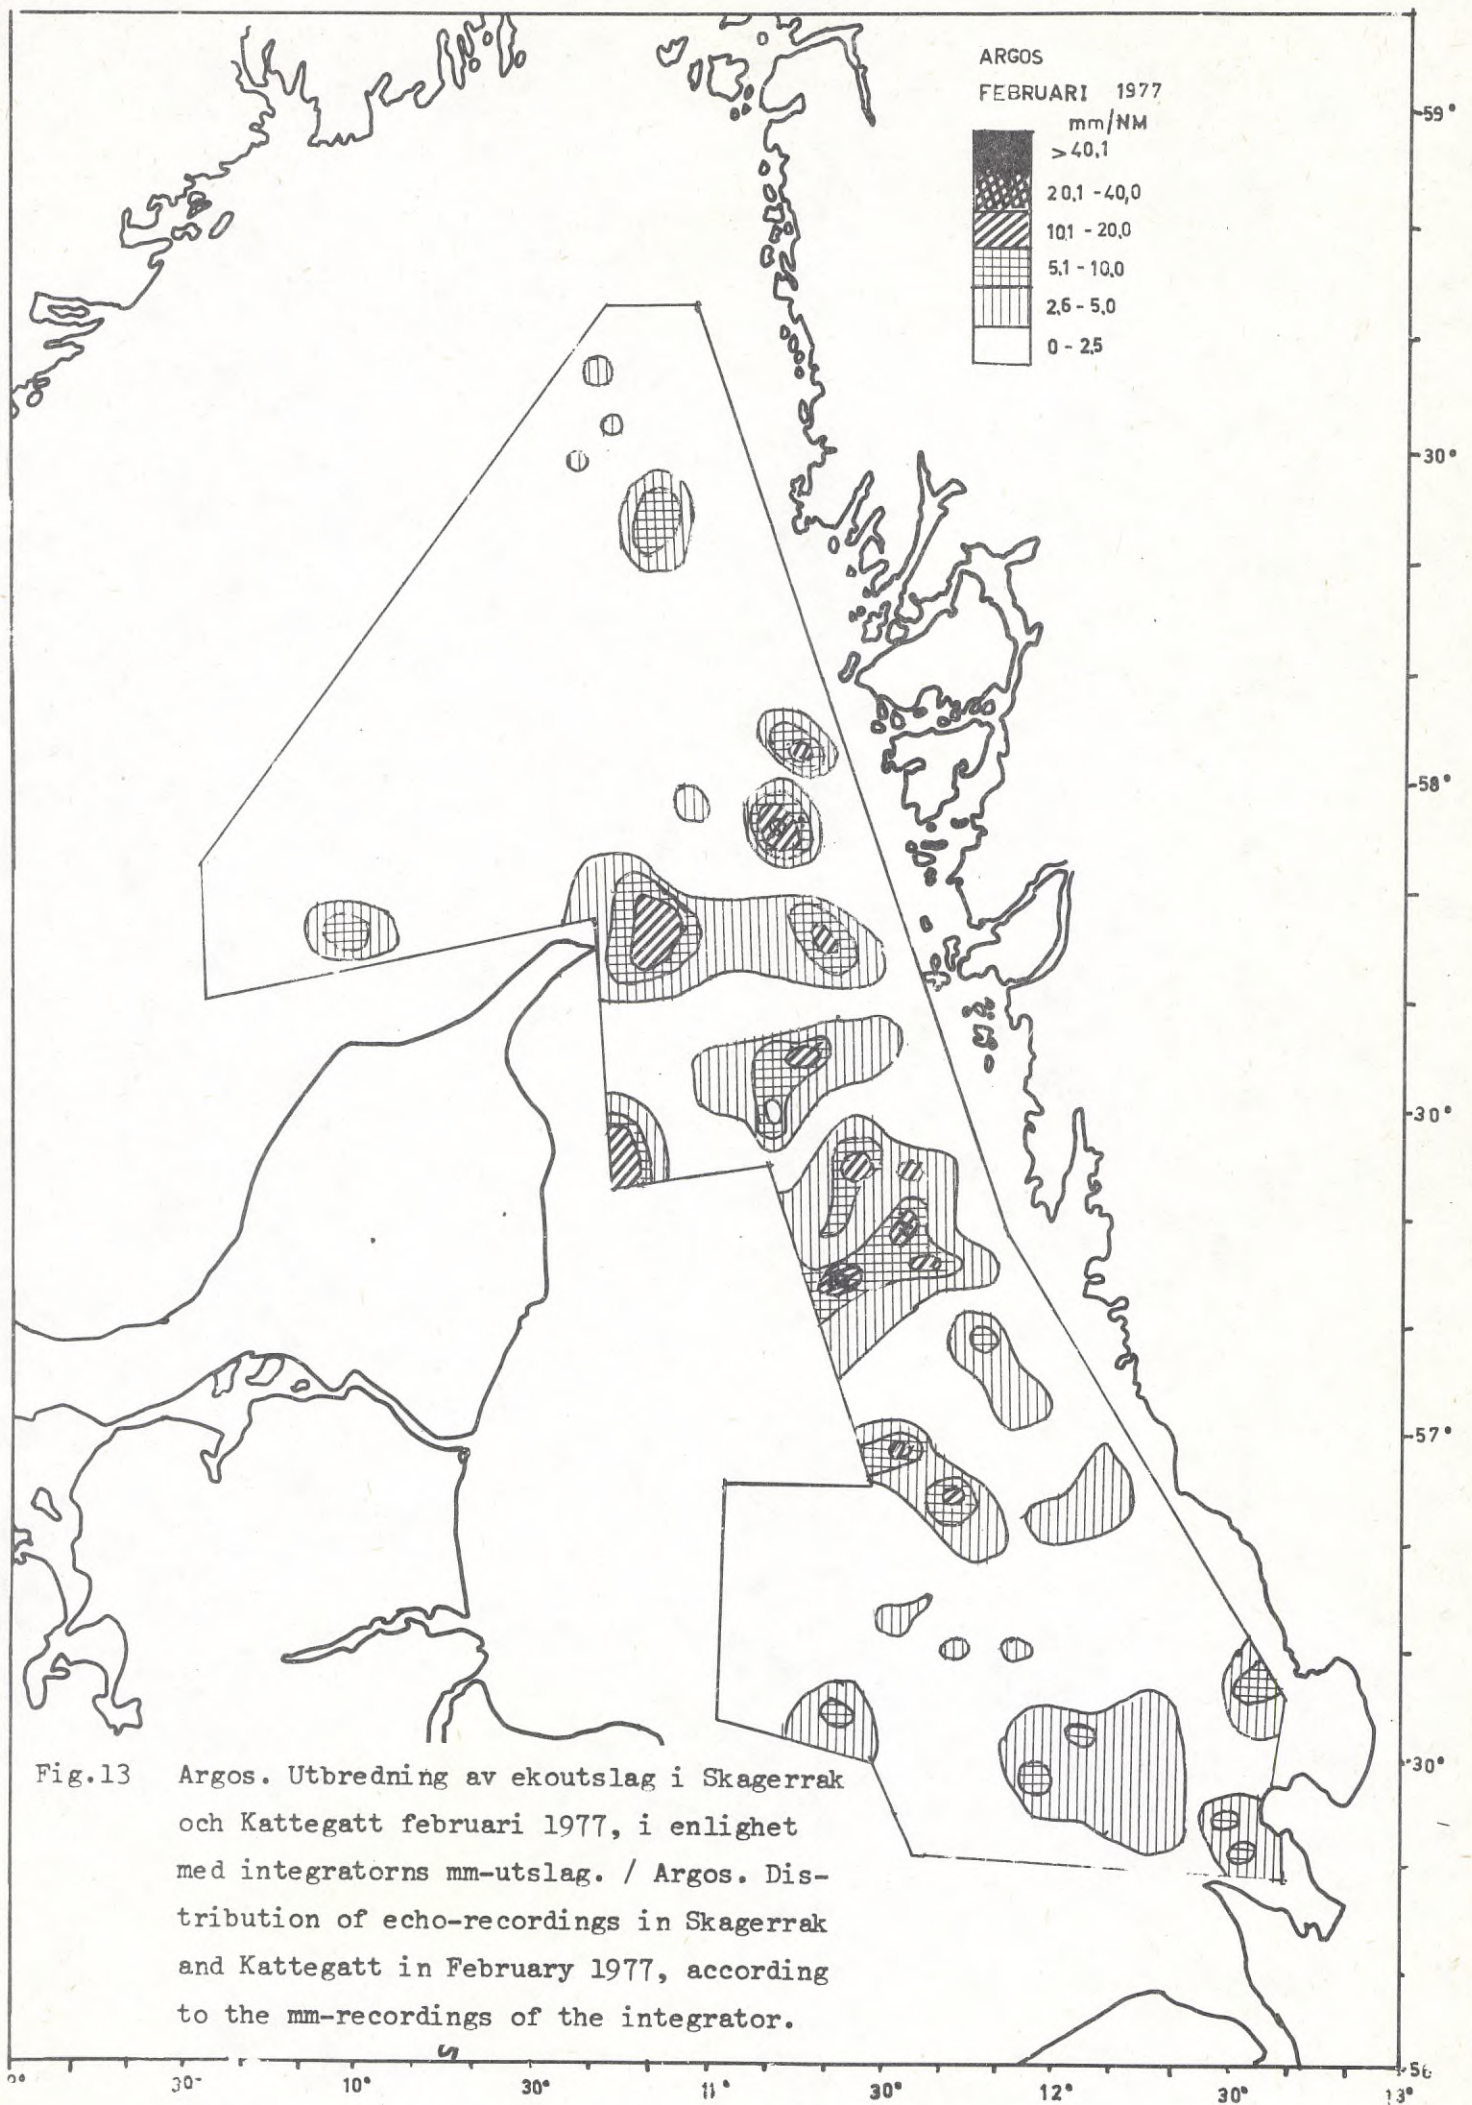 ARGOS
FEBRUARI 1977
mm/NM
>40,1
20,1 - 40,0
101 - 20,0
5,1 - 10,0
2,6 - 5,0
0 - 2,5
59°
30°
58°
30°
57°
30°
56
Fig.13 Argos. Utbredning av ekoutslag i Skagerrak
och Kattegatt februari 1977, i enlighet
med integratorns mm-utslag. / Argos. Dis-
tribution of echo-recordings in Skagerrak
and Kattegatt in February 1977, according
to the mm-recordings of the integrator.
30
10°
30°
11°
30°
12°
30°
13°